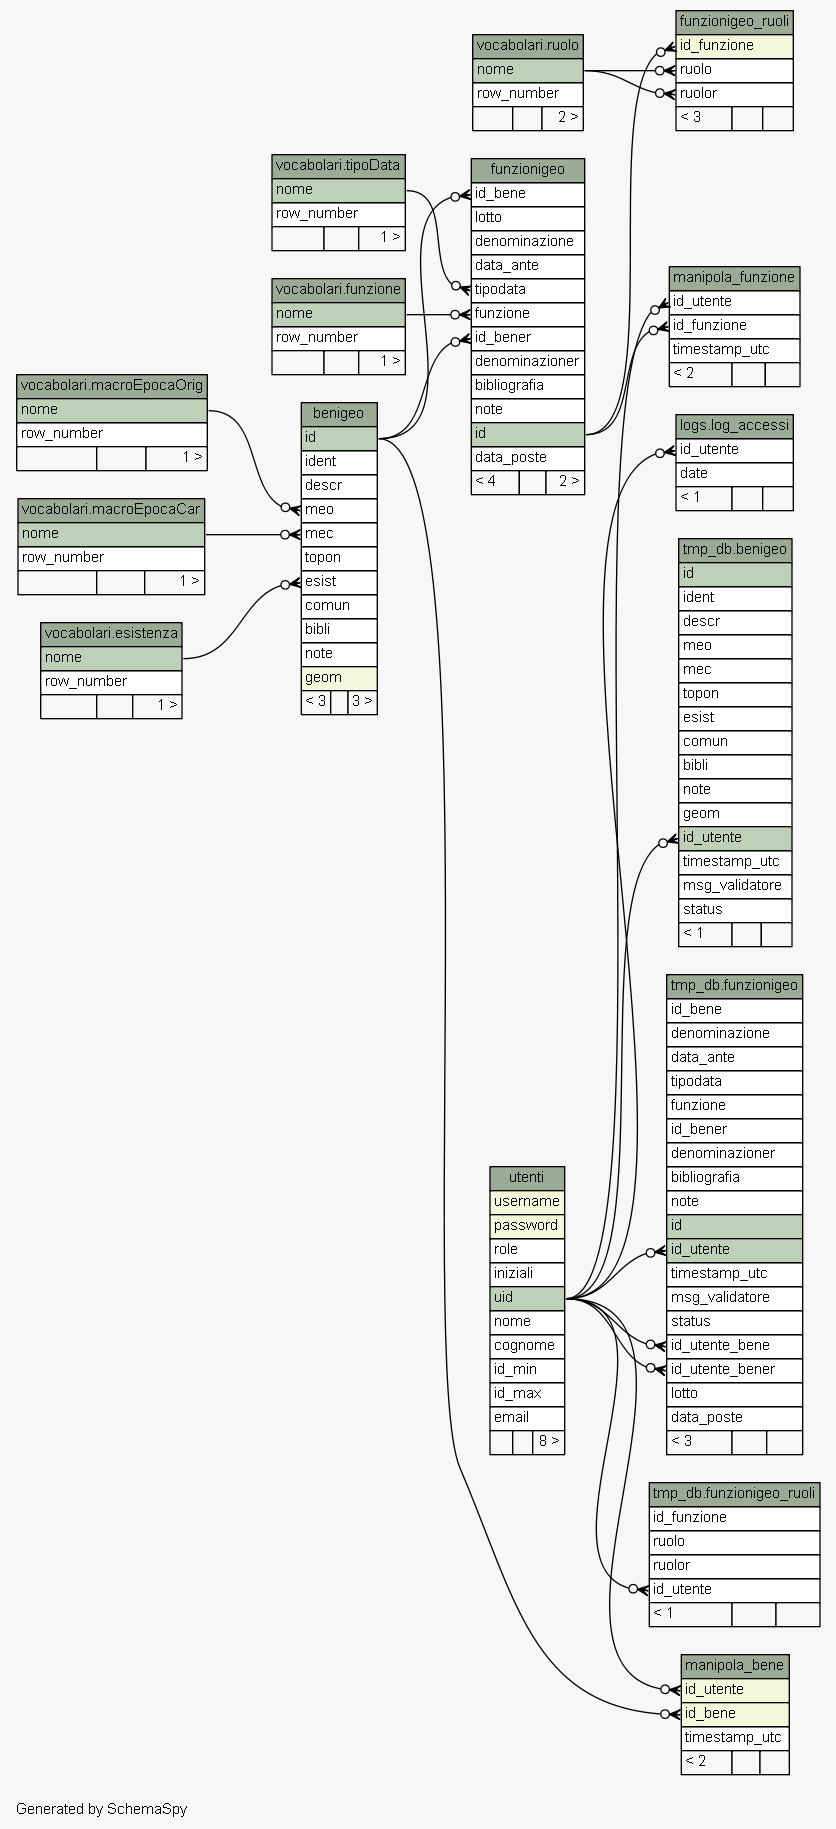 funzionigeo_ruoli
id_funzione
ruolo
ruolor
< 3
vocabolari.ruolo
nome
row_number
2 >
vocabolari.tipoData
nome
row_number
1 >
funzionigeo
id_bene
lotto
denominazione
data_ante
tipodata
funzione
id_bener
denominazioner
bibliografia
note
id
data_poste
< 4 2 >
vocabolari.funzione
nome
row_number
1 >
manipola_funzione
id_utente
id_funzione
timestamp_utc
< 2
vocabolari.macroEpocaOrig
nome
row_number
1 >
benigeo
id
ident
descr
meo
mec
topon
esist
comun
bibli
note
geom
< 3 3 >
logs.log_accessi
id_utente
date
< 1
vocabolari.macroEpocaCar
nome
row_number
1 >
vocabolari.esistenza
nome
row_number
1 >
tmp_db.benigeo
id
ident
descr
meo
mec
topon
esist
comun
bibli
note
geom
id_utente
timestamp_utc
msg_validatore
status
< 1
tmp_db.funzionigeo
id_bene
denominazione
data_ante
tipodata
funzione
id_bener
denominazioner
bibliografia
note
id
id_utente
timestamp_utc
msg_validatore
status
id_utente_bene
id_utente_bener
lotto
data_poste
< 3
utenti
username
password
role
iniziali
uid
nome
cognome
id_min
id_max
email
8 >
tmp_db.funzionigeo_ruoli
id_funzione
ruolo
ruolor
id_utente
< 1
manipola_bene
id_utente
id_bene
timestamp_utc
< 2
Generated by SchemaSpy